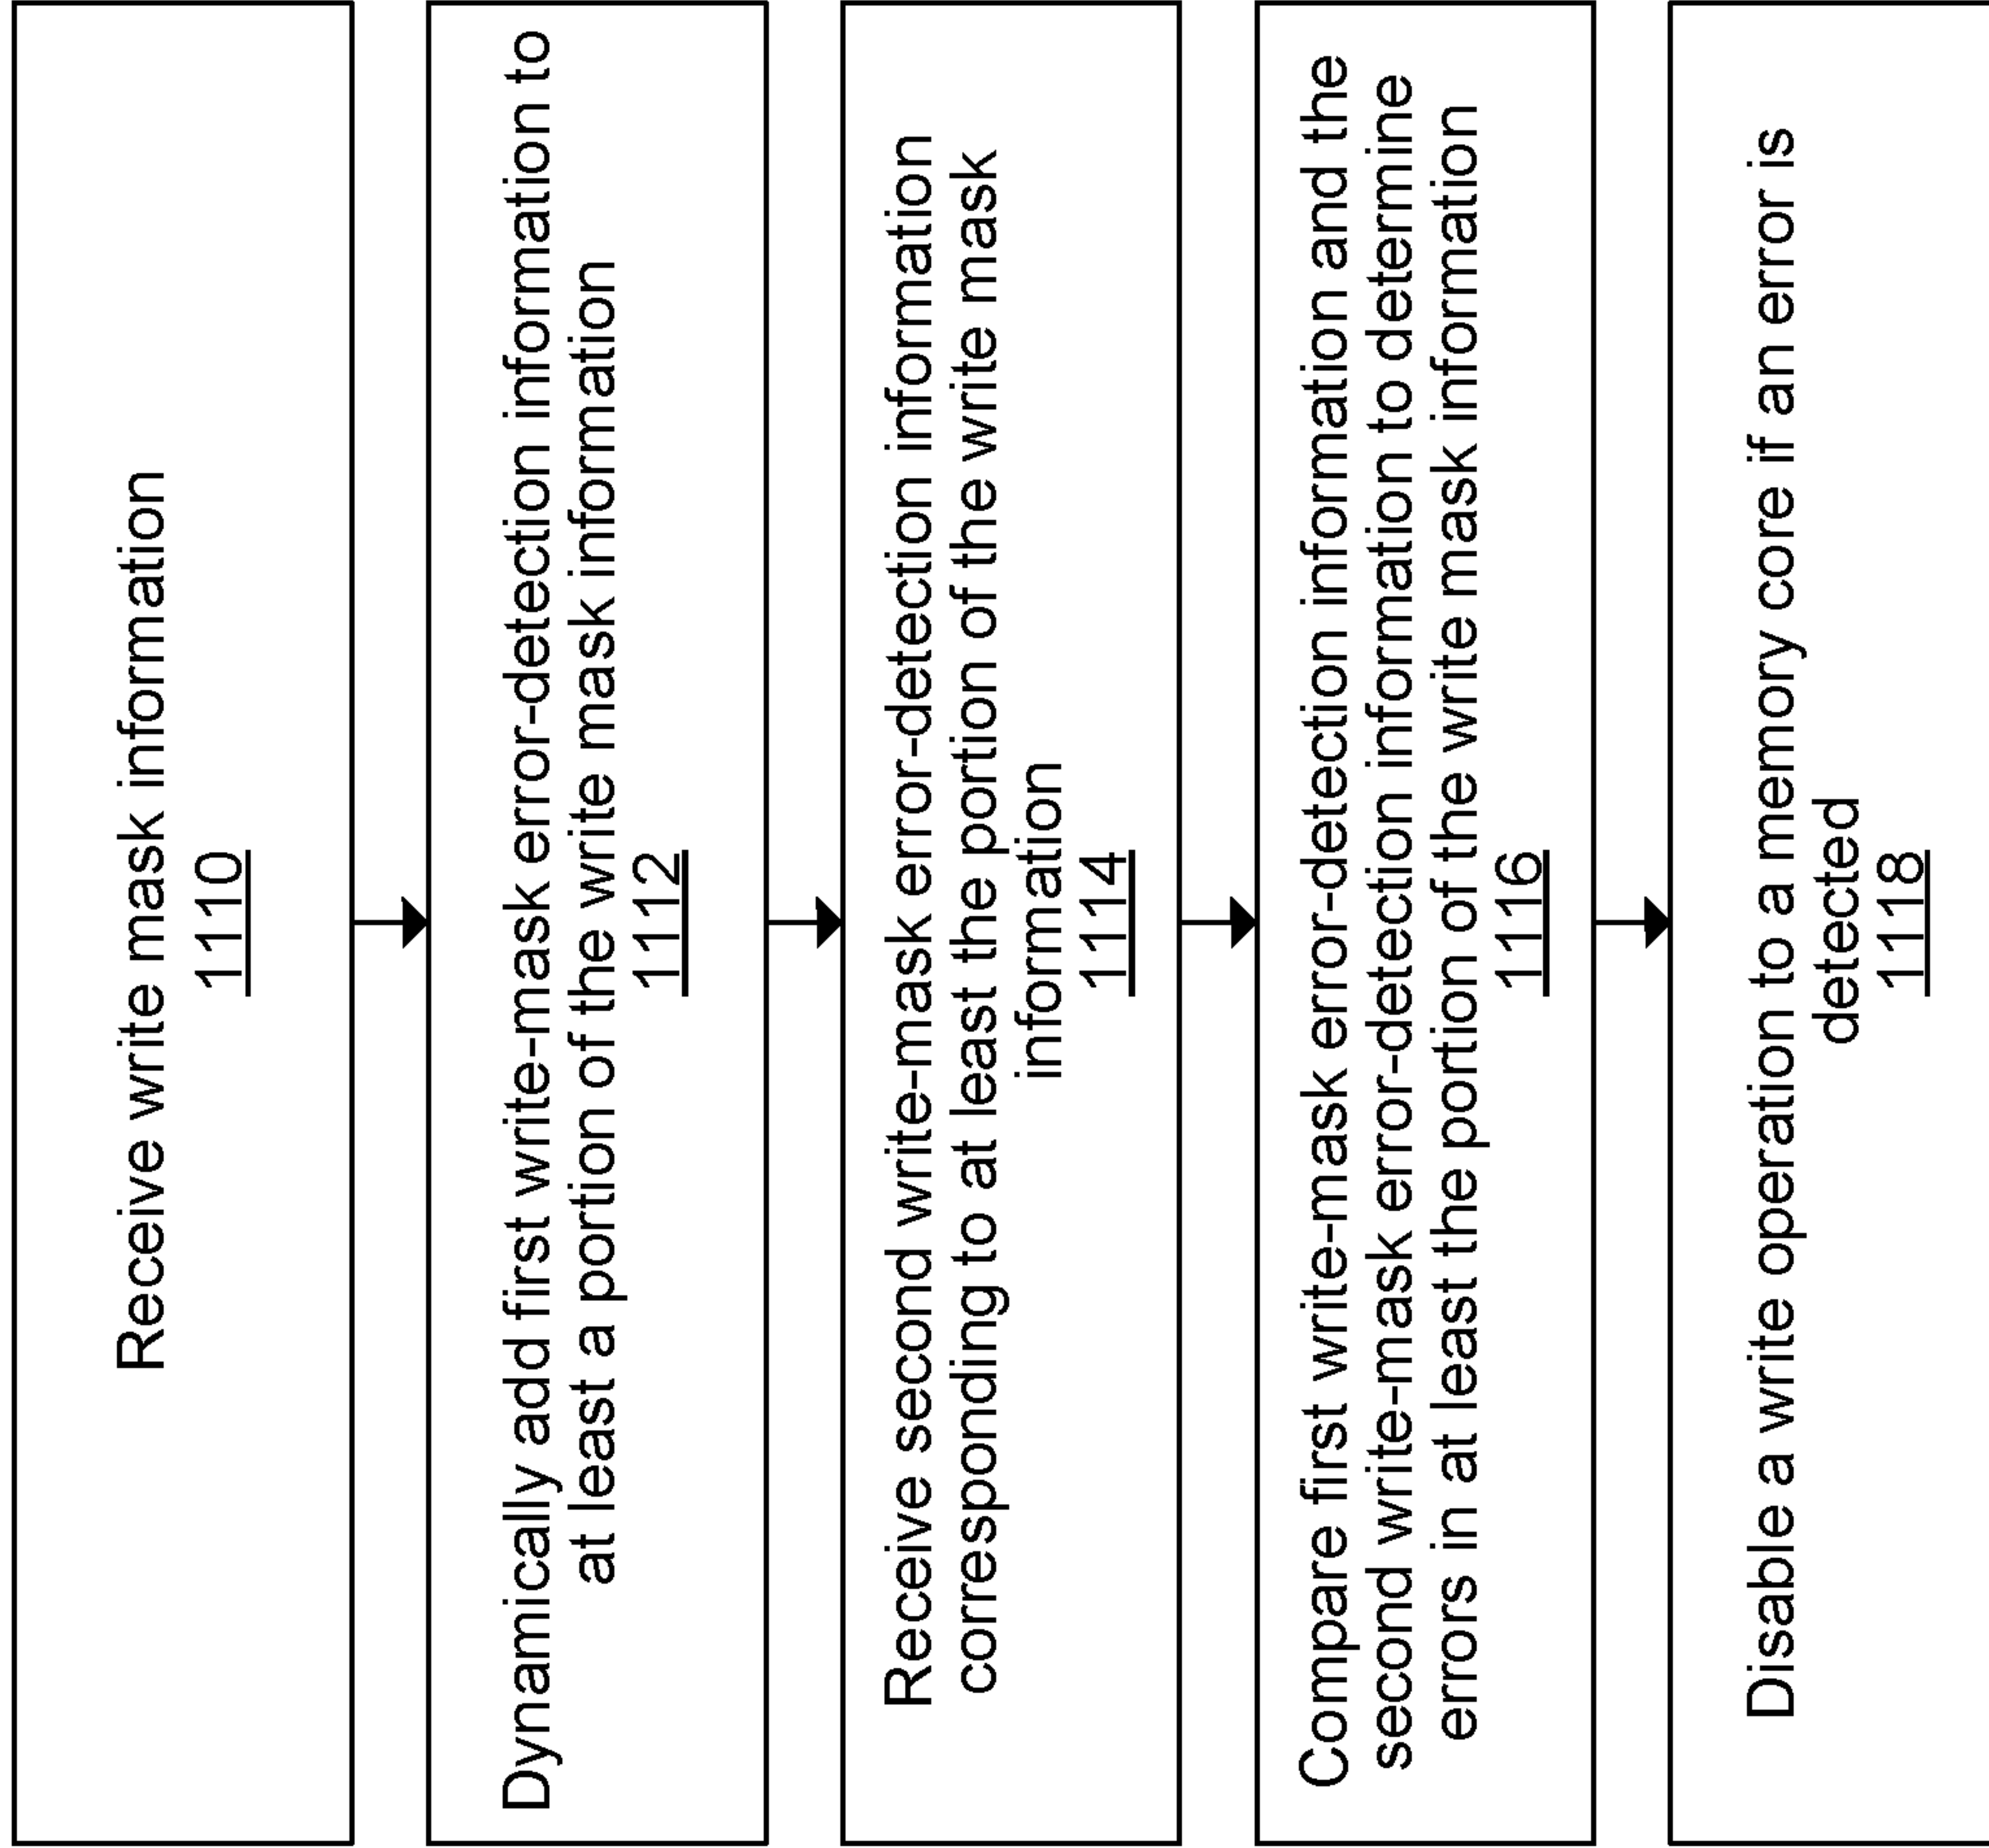 Receive write mask information
1110
Dynamically add first write-mask error-detection information to
at least a portion of the write mask information
1112
Receive second write-mask error-detection information
corresponding to at least the portion of the write mask
information
1114
Compare first write-mask error-detection information and the
second write-mask error-detection information to determine
errors in at least the portion of the write mask information
1116
Disable a write operation to a memory core if an error is
detected
1118